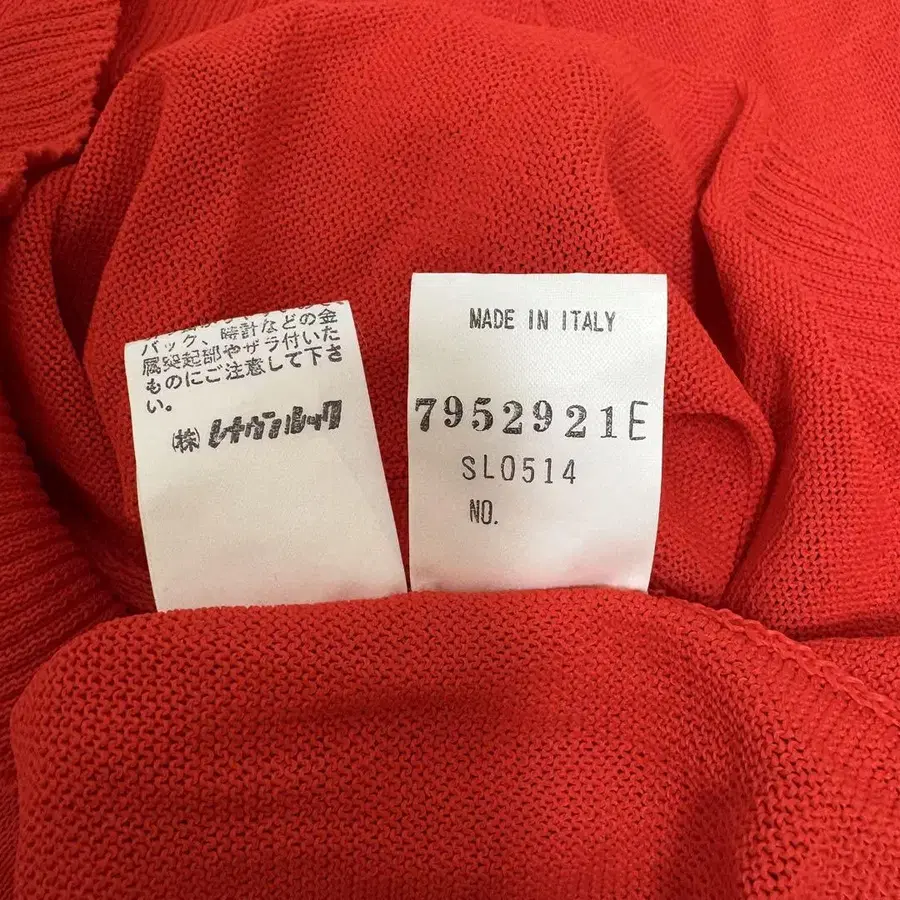 バッグ、時計などの金
属突起部やザラ付いた
ものにご注意して下さ
い。
(株)レナウンルック
MADE IN ITALY
7952921E
SL0514
NO.